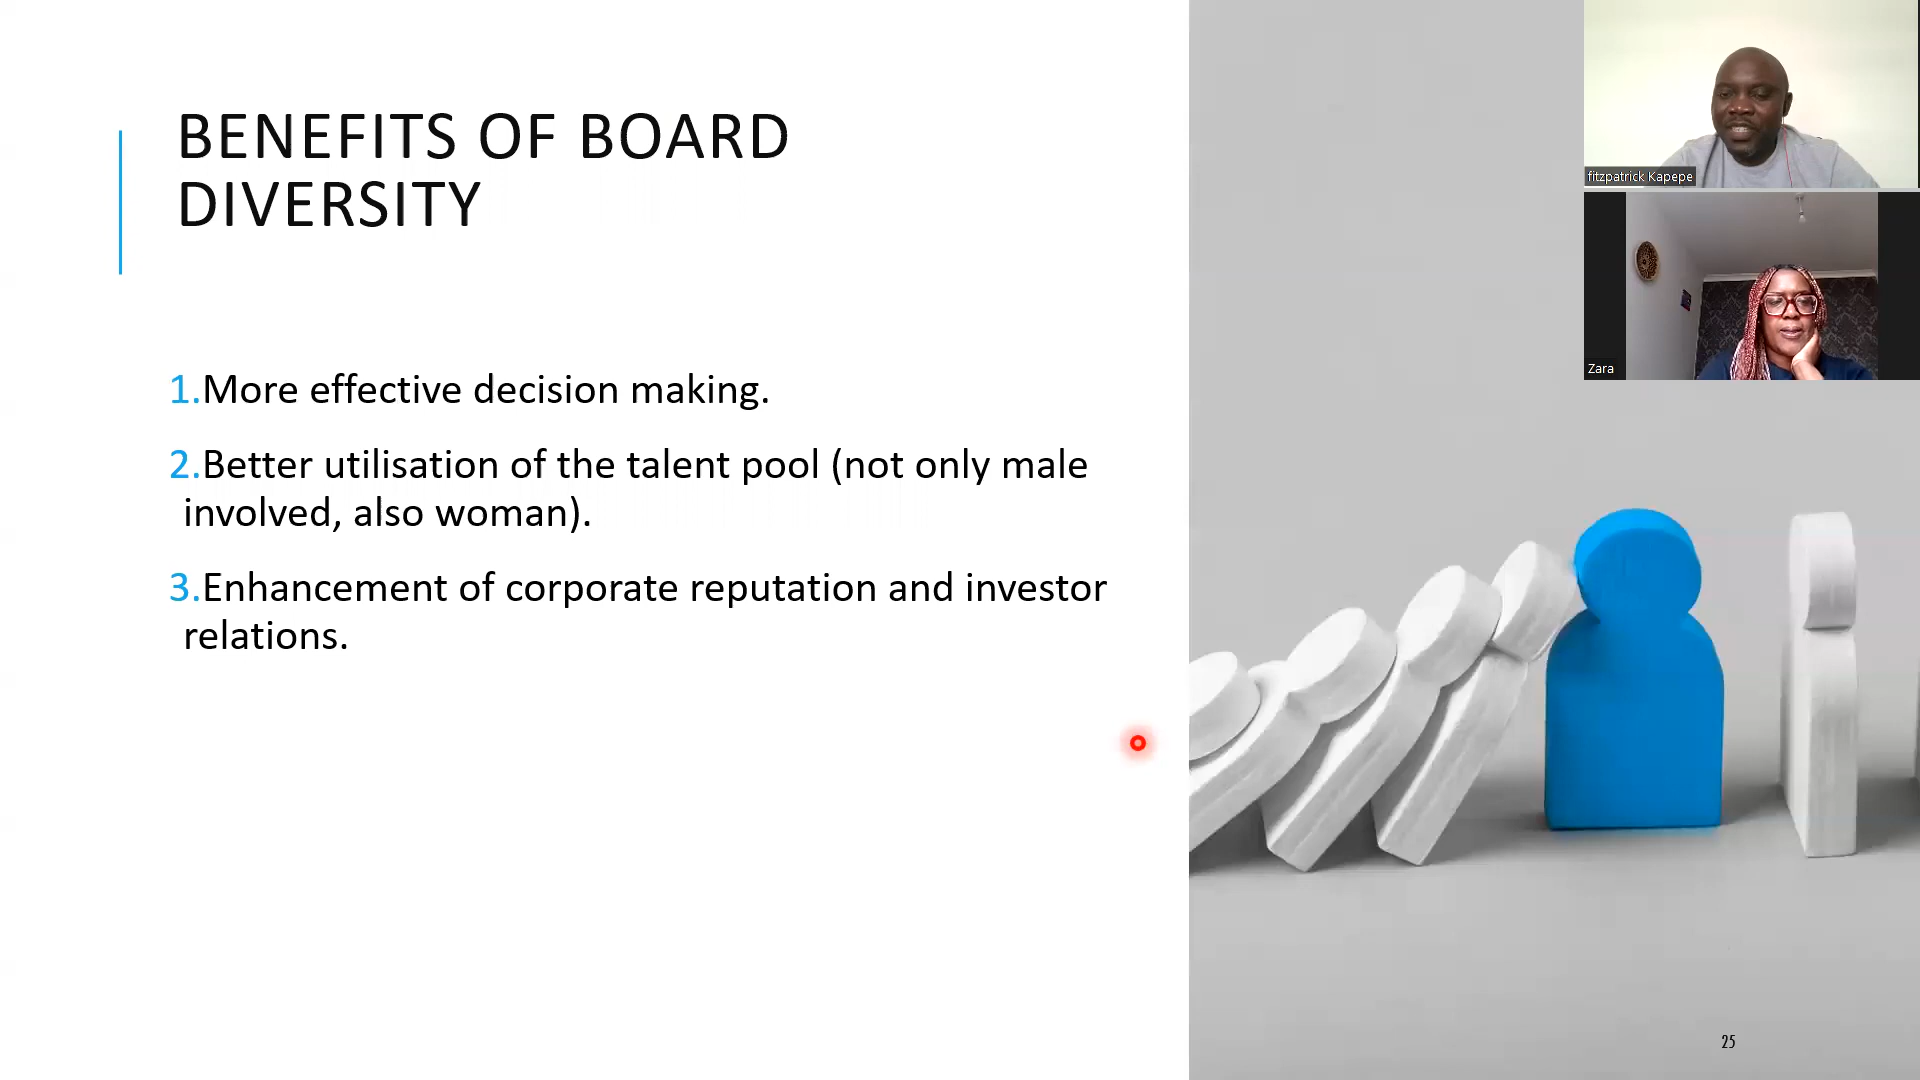 BENEFITS OF BOARD
DIVERSITY
1.More effective decision making.
2.Better utilisation of the talent pool (not only male
involved, also woman).
3.Enhancement of corporate reputation and investor
relations.
fitzpatrick Kapepe
Zara
25